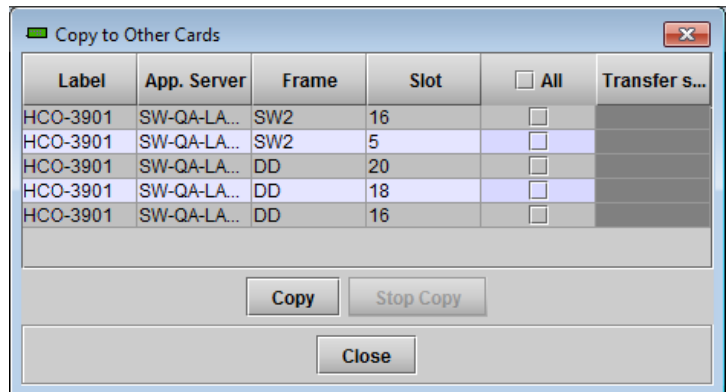 Copy to Other Cards
Label App. Server Frame Slot All Transfer s...
HCO-3901 SW-QA-LA... SW2 16
HCO-3901 SW-QA-LA... SW2 5
HCO-3901 SW-QA-LA... DD 20
HCO-3901 SW-QA-LA... DD 18
HCO-3901 SW-QA-LA... DD 16
Copy Stop Copy
Close